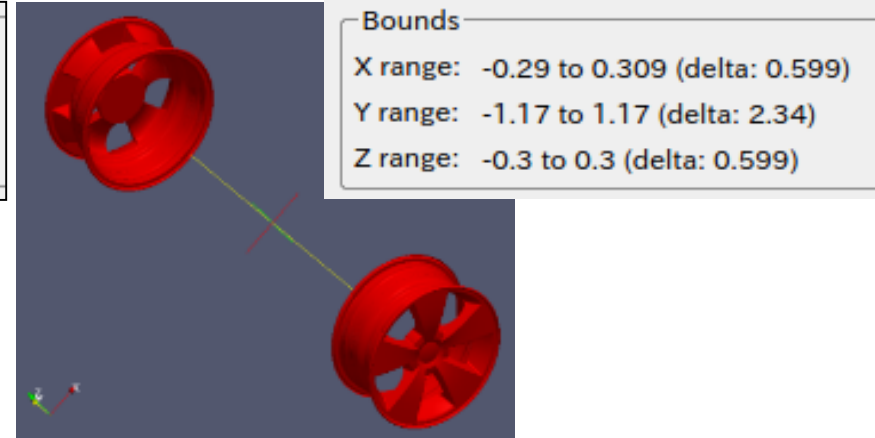 Bounds
X range: -0.29 to 0.309 (delta: 0.599)
Y range: -1.17 to 1.17 (delta: 2.34)
Z range: -0.3 to 0.3 (delta: 0.599)